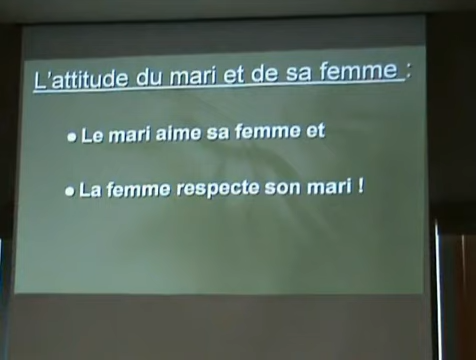 L'attitude du mari et de sa femme :
• Le mari aime sa femme et
• La femme respecte son mari !